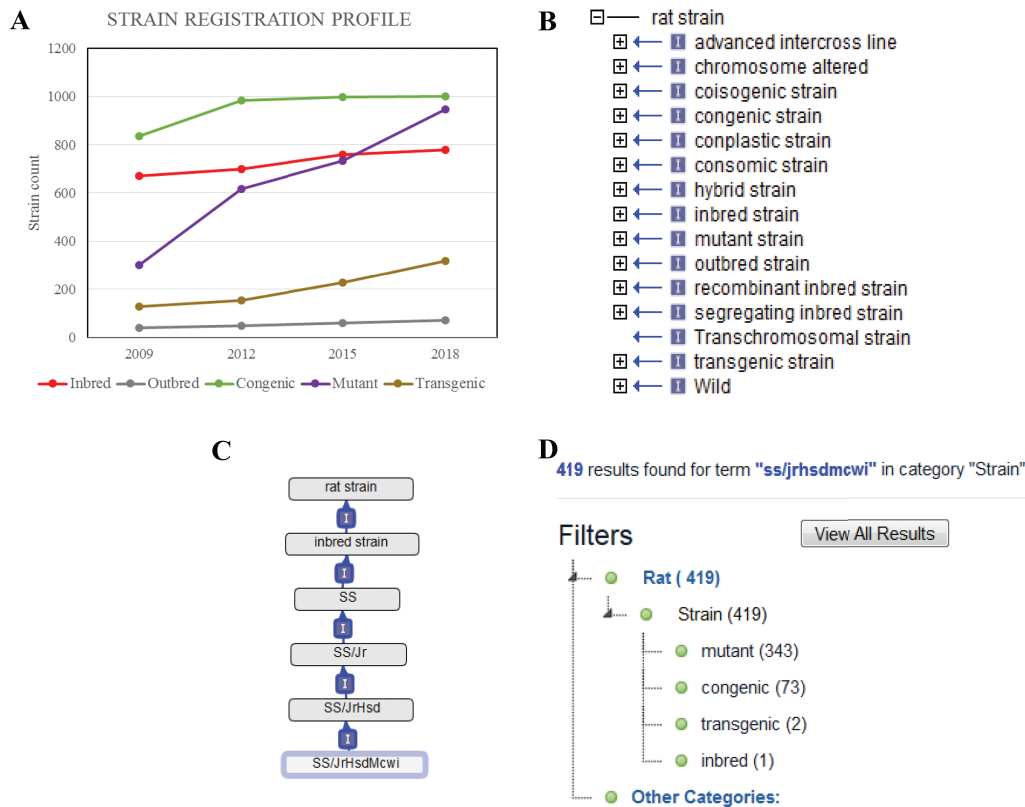 A
STRAIN REGISTRATION PROFILE
1200
1000
800
600
400
200
0
Strain count
2009 2012 2015 2018
Inbred Outbred Congenic Mutant Transgenic
B
rat strain
I advanced intercross line
I chromosome altered
I coisogenic strain
I congenic strain
I conplastic strain
I consomic strain
I hybrid strain
I inbred strain
I mutant strain
I outbred strain
I recombinant inbred strain
I segregating inbred strain
I Transchromosomal strain
I transgenic strain
I Wild
C
rat strain
I
inbred strain
I
SS
I
SS/Jr
I
SS/JrHsd
I
SS/JrHsdMcwi
D
419 results found for term "ss/jrhsdmcwi" in category "Strain"
Filters
View All Results
Rat ( 419)
Strain (419)
mutant (343)
congenic (73)
transgenic (2)
inbred (1)
Other Categories: